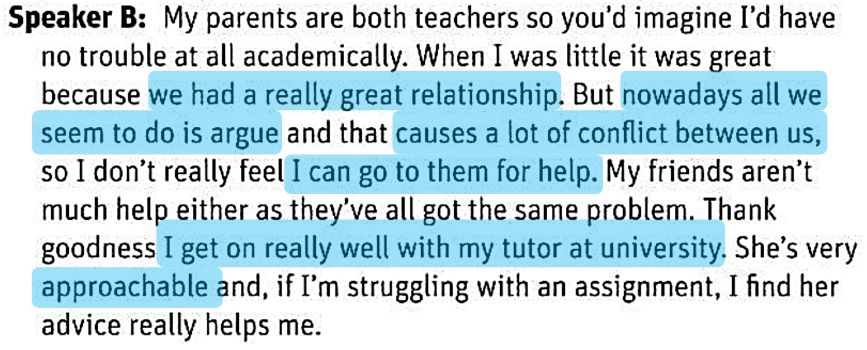 Speaker B: My parents are both teachers so you'd imagine I'd have
no trouble at all academically. When I was little it was great
because we had a really great relationship. But nowadays all we
seem to do is argue and that causes a lot of conflict between us,
so I don't really feel I can go to them for help. My friends aren't
much help either as they've all got the same problem. Thank
goodness I get on really well with my tutor at university. She's very
approachable and, if I'm struggling with an assignment, I find her
advice really helps me.